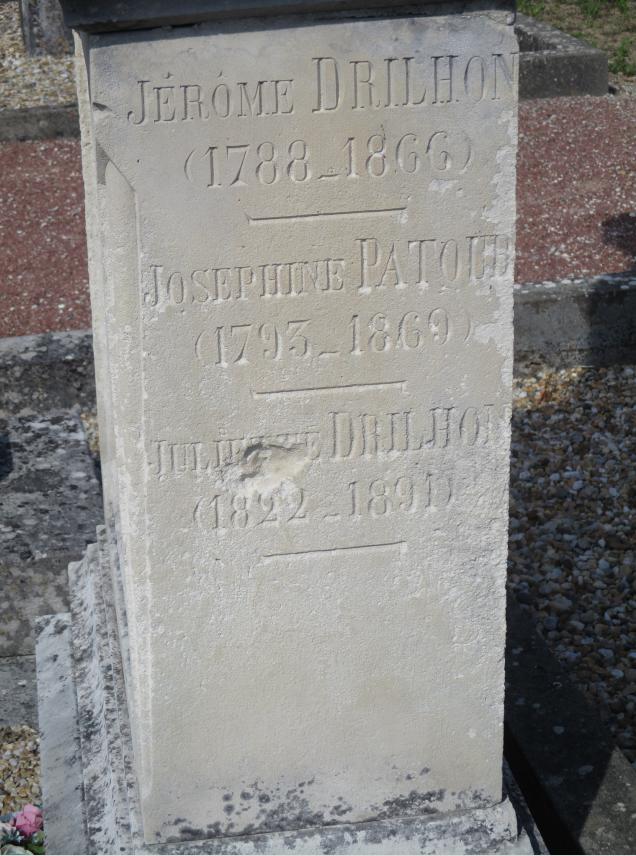 JÉRÔME DRILHON
(1788_1866)
JOSEPHINE
(1793_1869)
DRILHON
(1822_1891)